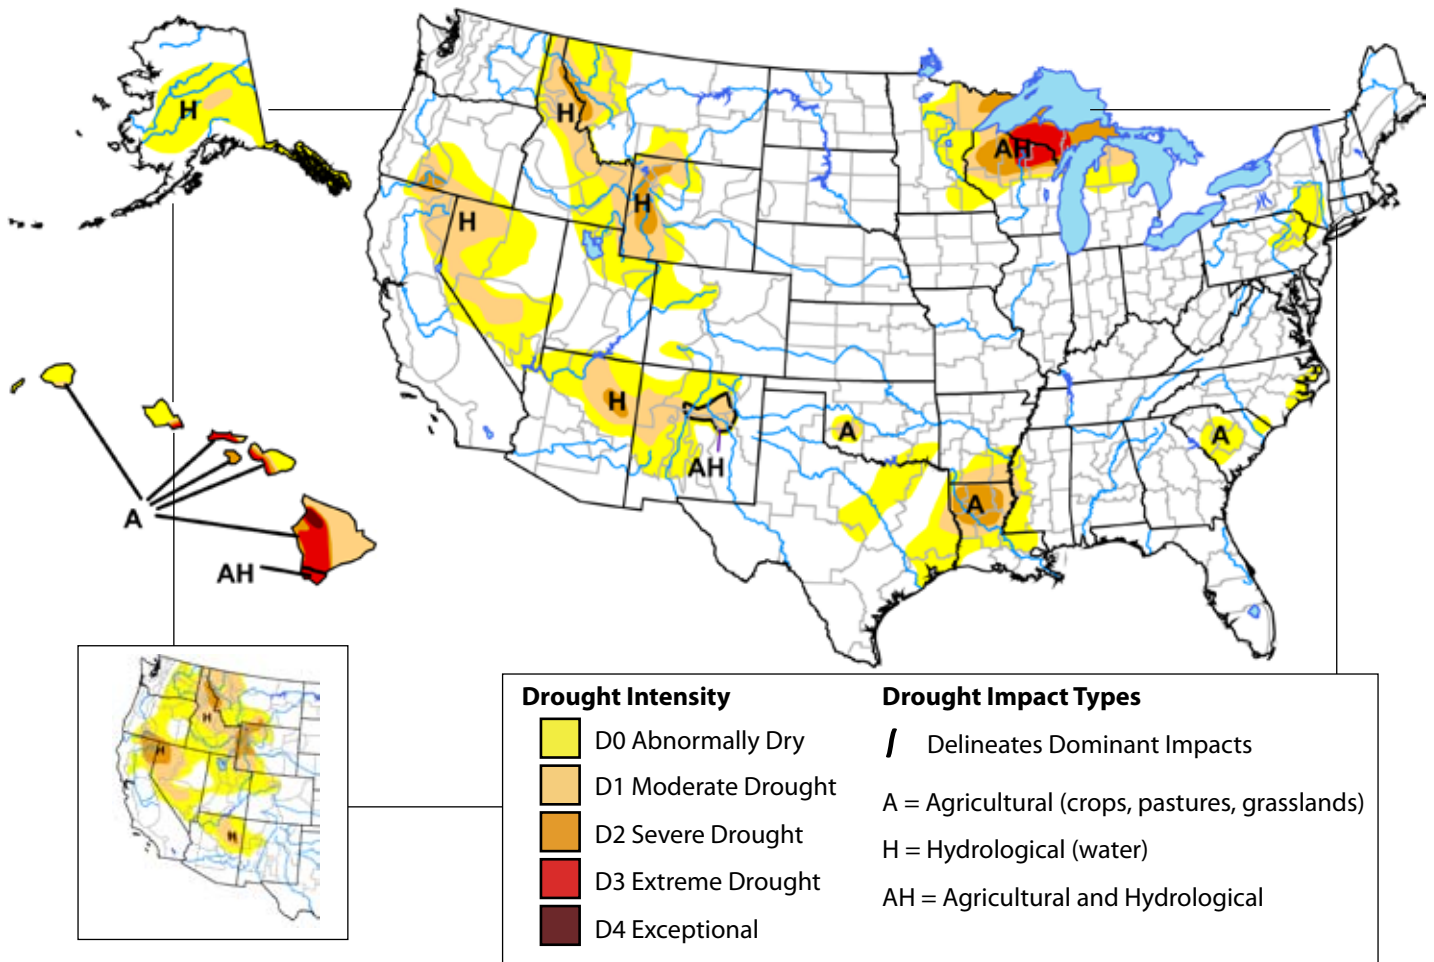 H
H
AH
H
H
H
A
A
AH
A
A
AH
H
H
H
Drought Intensity
D0 Abnormally Dry
D1 Moderate Drought
D2 Severe Drought
D3 Extreme Drought
D4 Exceptional
Drought Impact Types
Delineates Dominant Impacts
A = Agricultural (crops, pastures, grasslands)
H = Hydrological (water)
AH = Agricultural and Hydrological